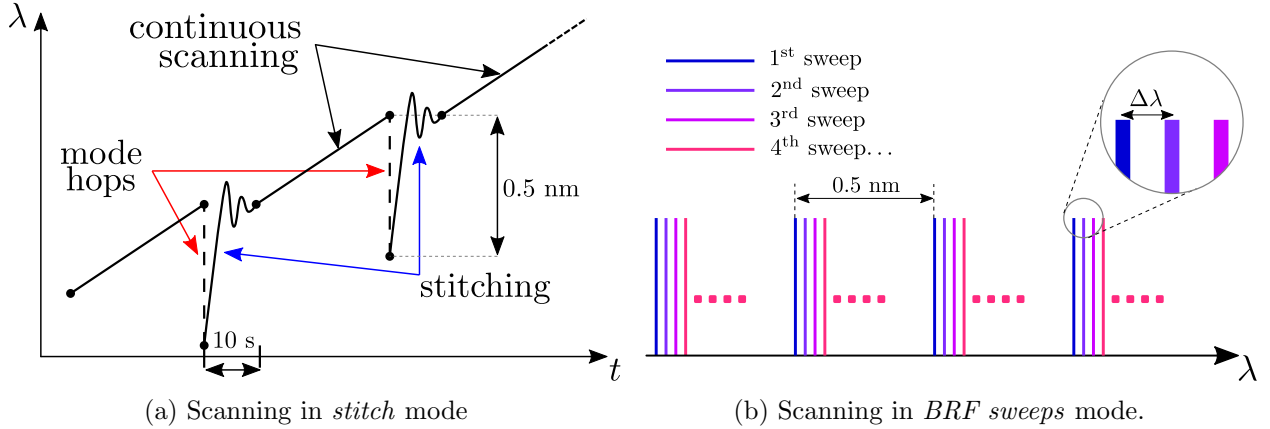 λ
continuous
scanning
mode
hops
0.5 nm
stitching
10 s
t
(a) Scanning in stitch mode
1st sweep
2nd sweep
3rd sweep
4th sweep...
Δλ
0.5 nm
λ
(b) Scanning in BRF sweeps mode.